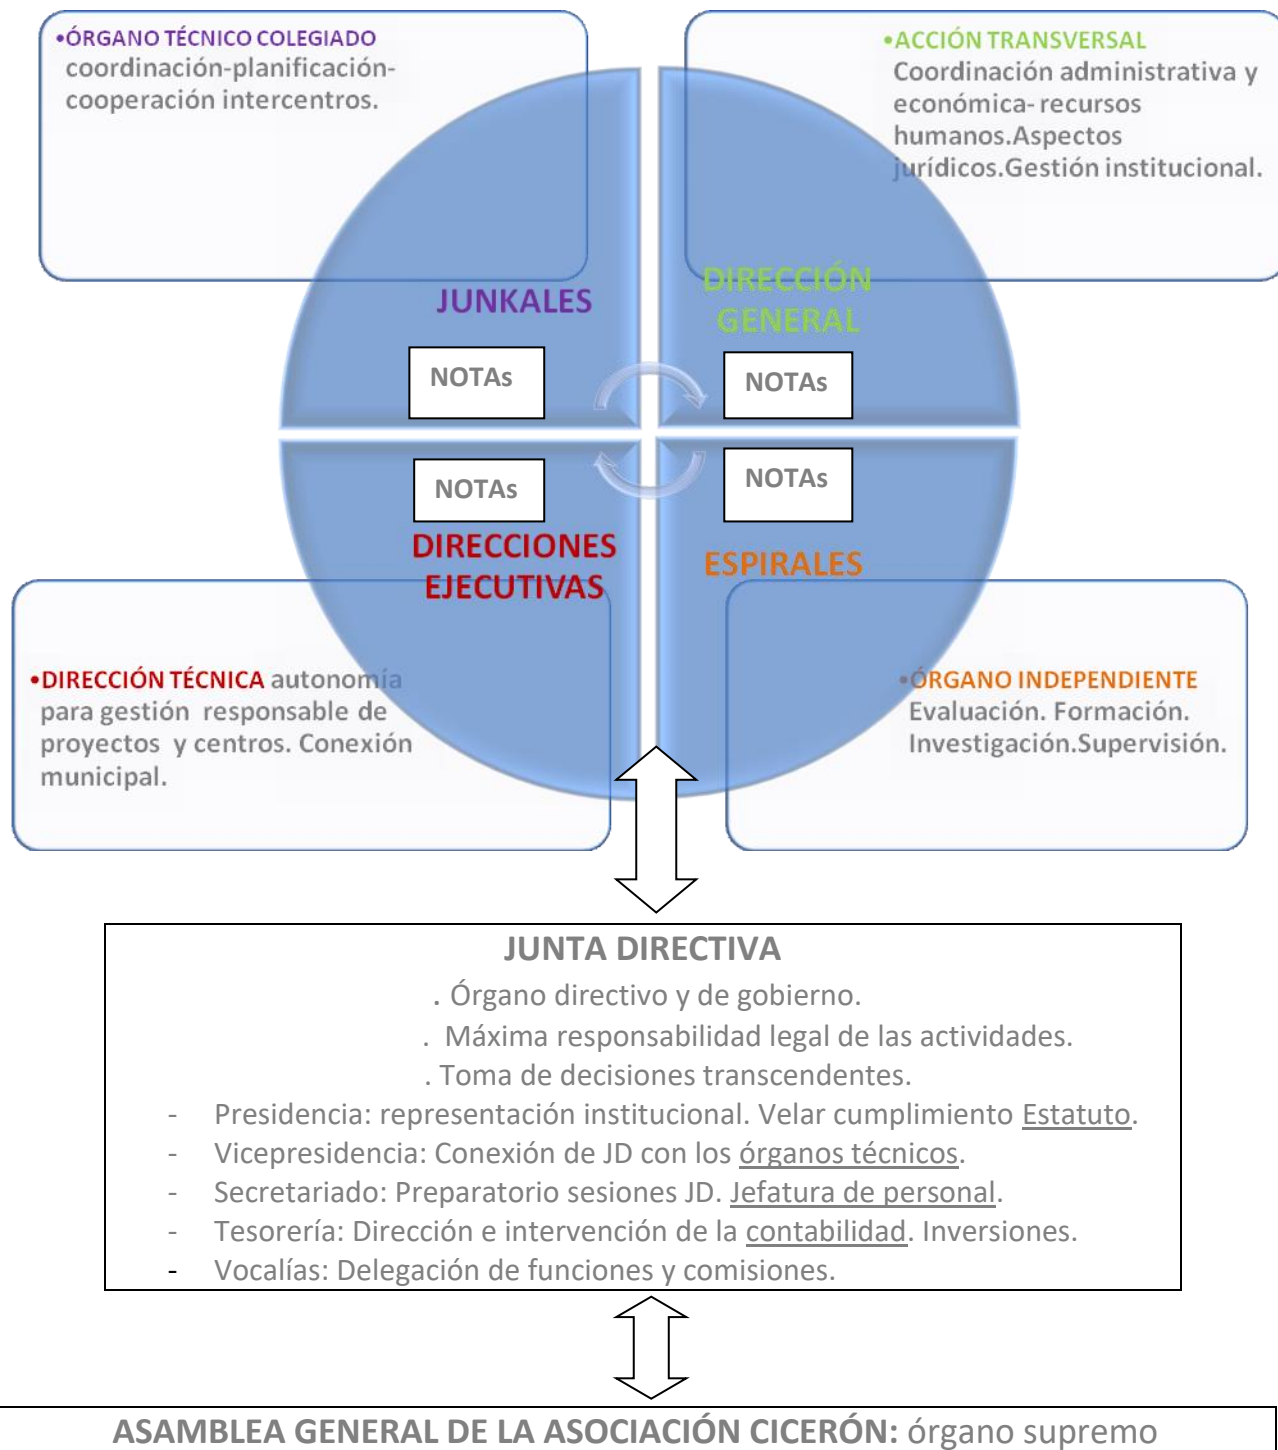 •ÓRGANO TÉCNICO COLEGIADO
coordinación-planificación-
cooperación intercentros.
•ACCIÓN TRANSVERSAL
Coordinación administrativa y
económica- recursos
humanos.Aspectos
jurídicos.Gestión institucional.
JUNKALES
DIRECCIÓN
GENERAL
NOTAs
NOTAs
NOTAs
NOTAs
DIRECCIONES
EJECUTIVAS
ESPIRALES
•DIRECCIÓN TÉCNICA autonomía
para gestión responsable de
proyectos y centros. Conexión
municipal.
•ÓRGANO INDEPENDIENTE
Evaluación. Formación.
Investigación.Supervisión.
JUNTA DIRECTIVA
. Órgano directivo y de gobierno.
. Máxima responsabilidad legal de las actividades.
. Toma de decisiones transcendentes.
- Presidencia: representación institucional. Velar cumplimiento Estatuto.
- Vicepresidencia: Conexión de JD con los órganos técnicos.
- Secretariado: Preparatorio sesiones JD. Jefatura de personal.
- Tesorería: Dirección e intervención de la contabilidad. Inversiones.
- Vocalías: Delegación de funciones y comisiones.
ASAMBLEA GENERAL DE LA ASOCIACIÓN CICERÓN: órgano supremo